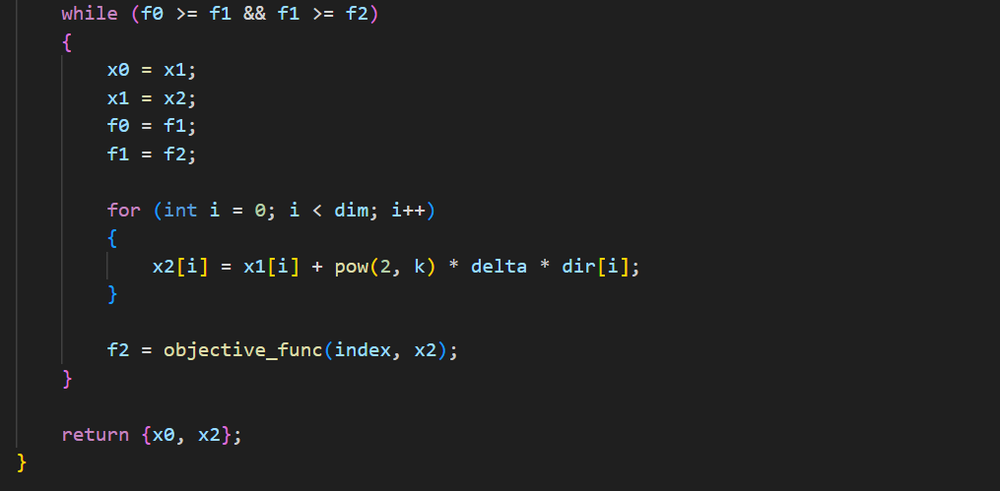 while (f0 >= f1 && f1 >= f2)
{
x0 = x1;
x1 = x2;
f0 = f1;
f1 = f2;
for (int i = 0; i < dim; i++)
{
x2[i] = x1[i] + pow(2, k) * delta * dir[i];
}
f2 = objective_func(index, x2);
}
return {x0, x2};
}